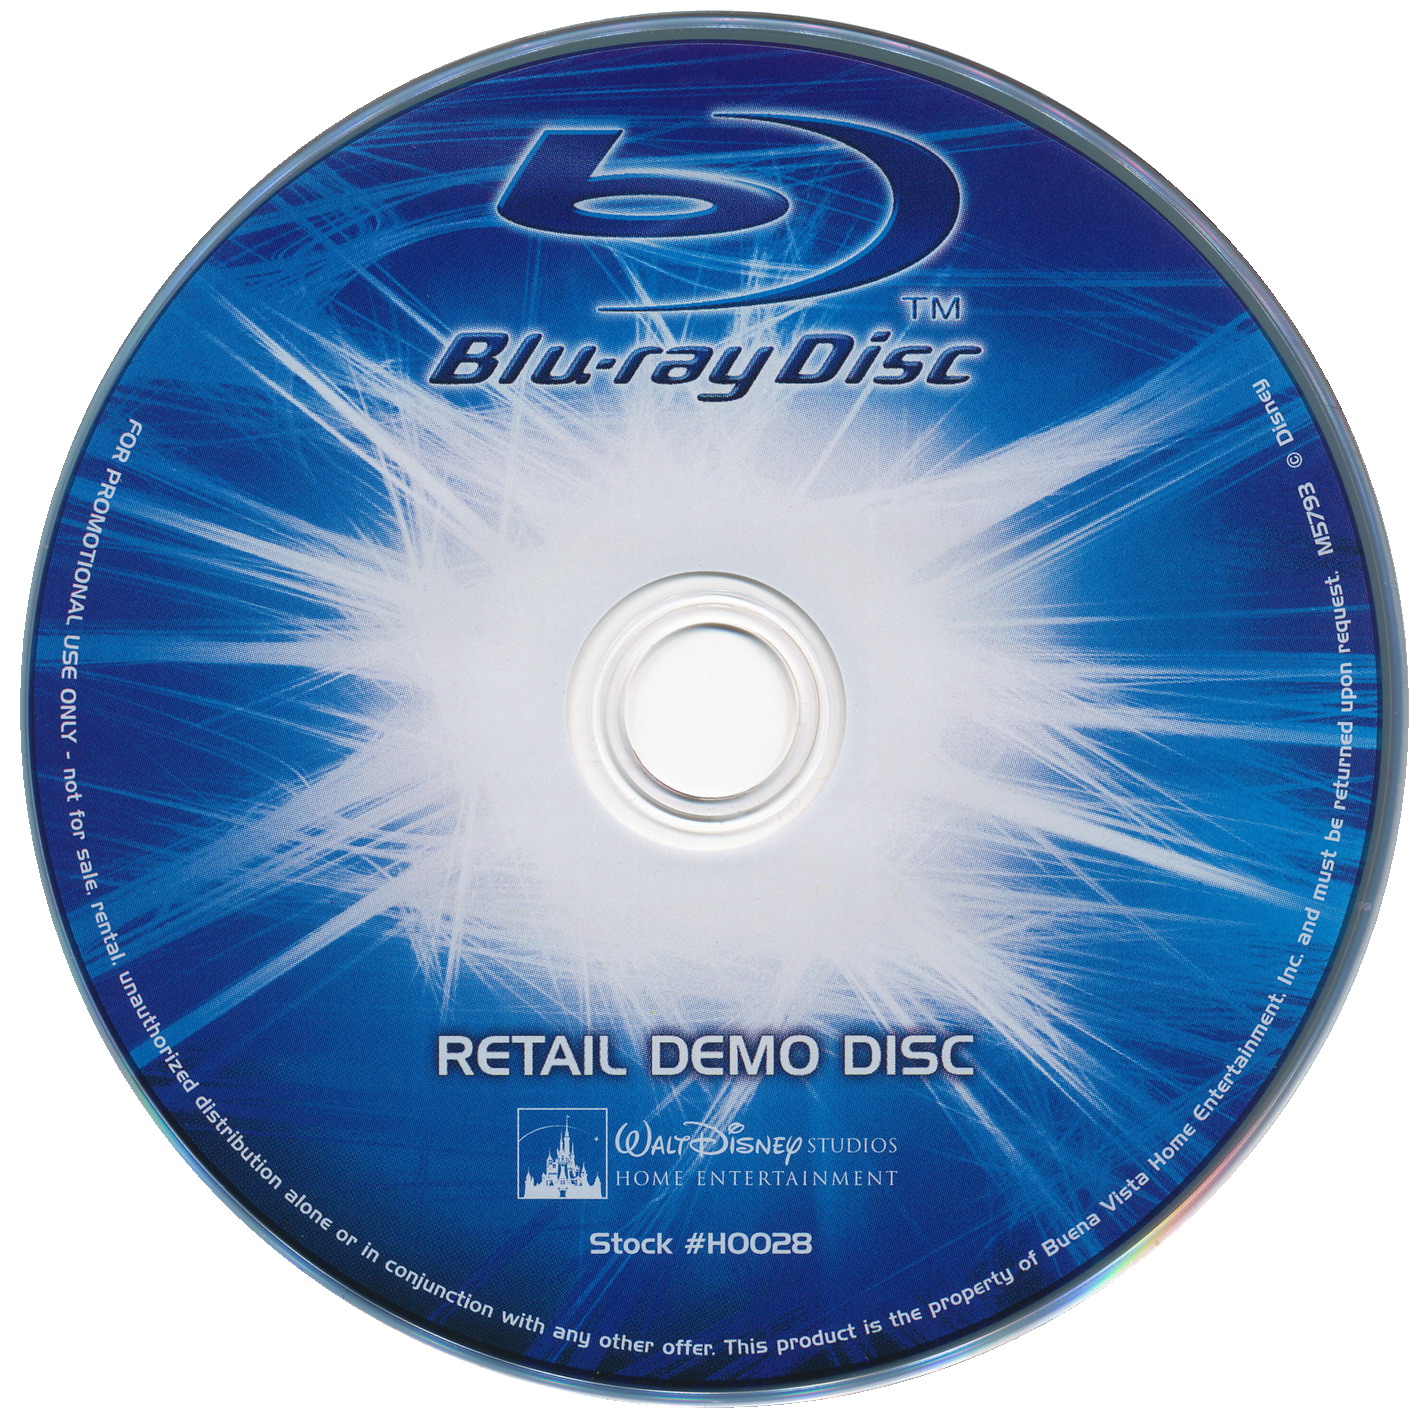 b
TM
Blu-ray Disc
RETAIL DEMO DISC
WALT DISNEY STUDIOS
HOME ENTERTAINMENT
Stock #H0028
FOR PROMOTIONAL USE ONLY - not for sale, rental, unauthorized distribution alone or in conjunction with any other offer. This product is the property of Buena Vista Home Entertainment, Inc. and must be returned upon request. M5793 © Disney